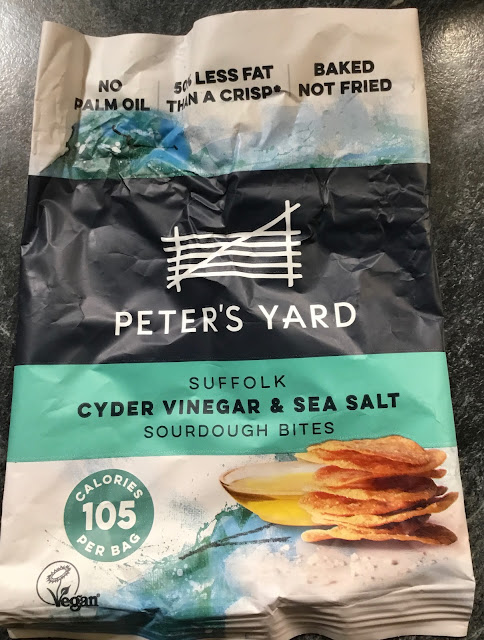 NO
PALM OIL
50% LESS FAT
THAN A CRISP*
BAKED
NOT FRIED
PETER'S YARD
SUFFOLK
CYDER VINEGAR & SEA SALT
SOURDOUGH BITES
CALORIES
105
PER BAG
Vegan